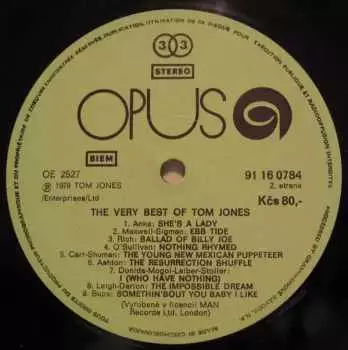 33
STEREO
OPUS
BIEM
OE 2527
℗ 1979 TOM JONES
/Enterprises/Ltd
91 16 0784
2. strana
Kčs 80,-
THE VERY BEST OF TOM JONES
1. Anka: SHE'S A LADY
2. Maxwell-Sigman: EBB TIDE
3. Rich: BALLAD OF BILLY JOE
4. O'Sullivan: NOTHING RHYMED
5. Carr-Shuman: THE YOUNG NEW MEXICAN PUPPETEER
6. Ashton: THE RESURRECTION SHUFFLE
7. Donida-Mogol-Leiber-Stoller:
I (WHO HAVE NOTHING)
8. Leigh-Darion: THE IMPOSSIBLE DREAM
9. Bups: SOMETHIN'BOUT YOU BABY I LIKE
(Vyrobené v licencii MAN
Records Ltd., London)
MADE IN CZECHOSLOVAKIA